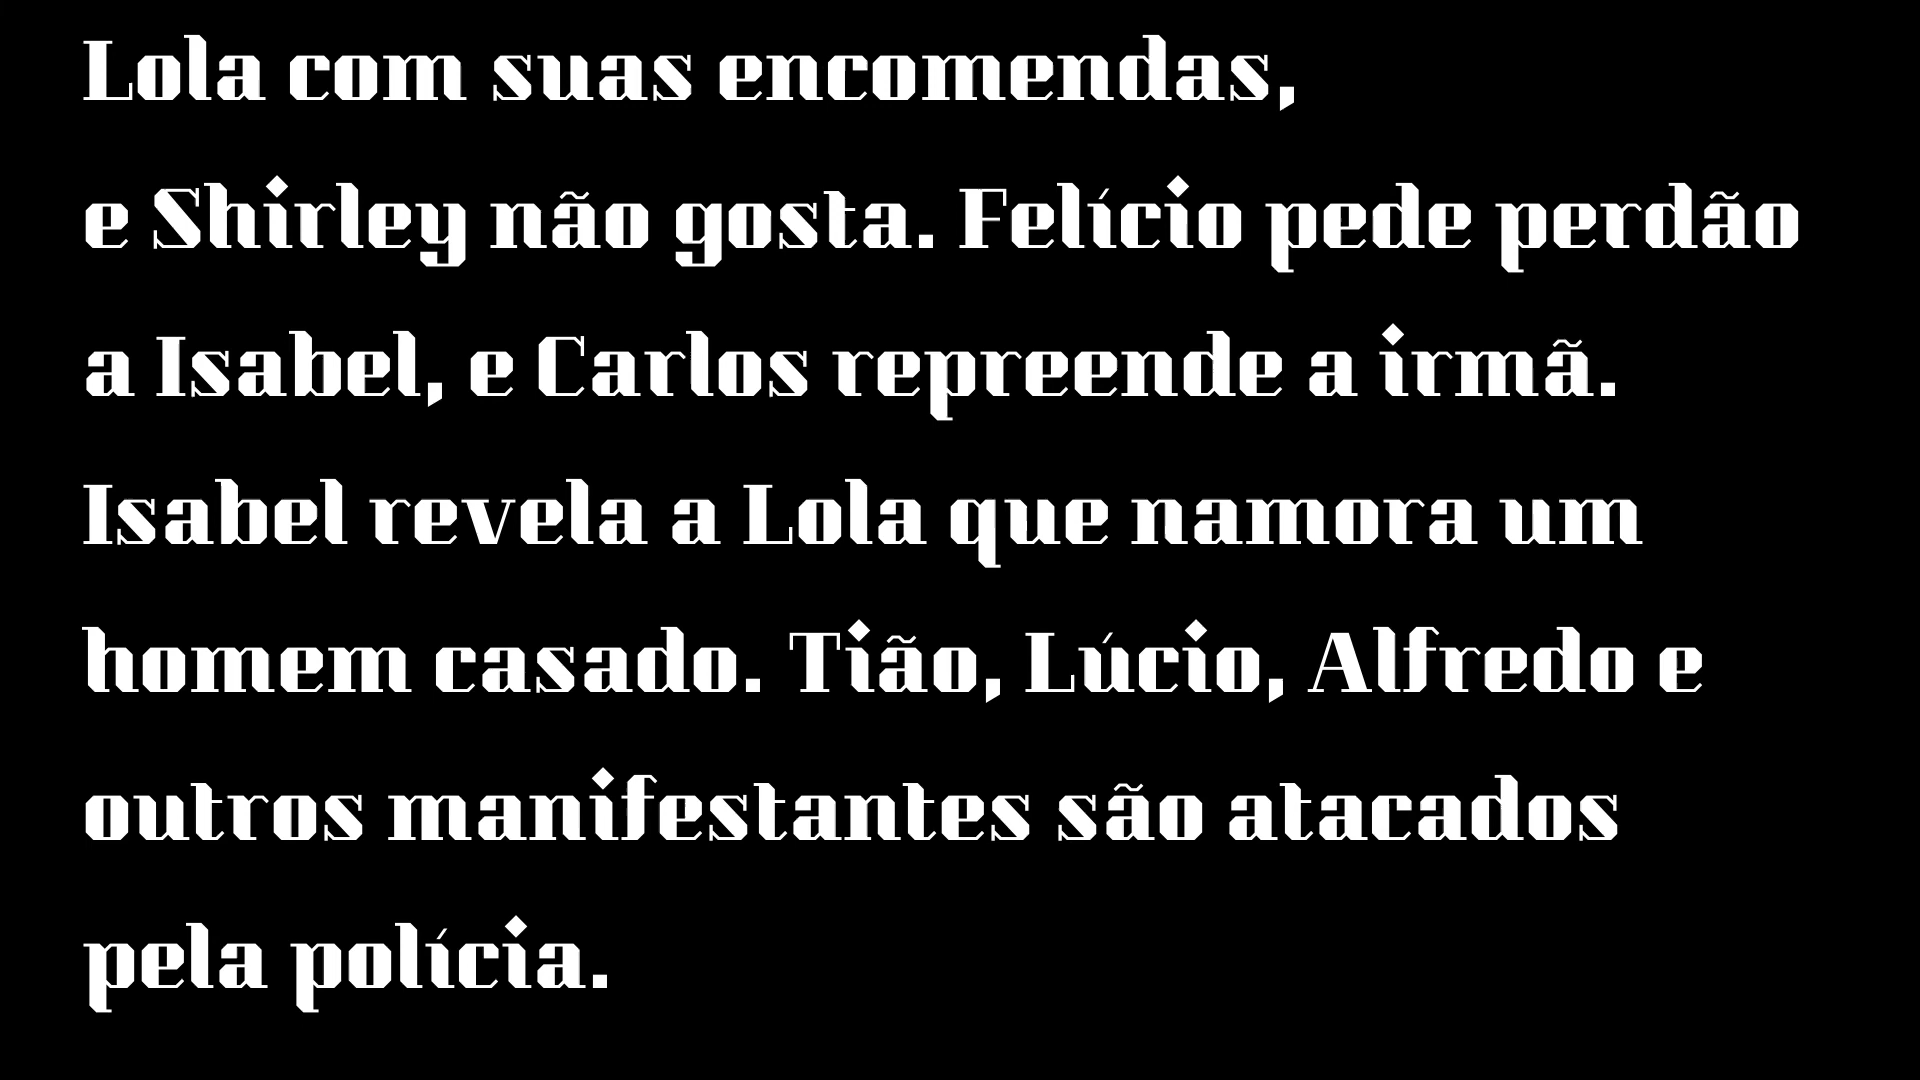 Lola com suas encomendas,
e Shirley não gosta. Felício pede perdão
a Isabel, e Carlos repreende a irmã.
Isabel revela a Lola que namora um
homem casado. Tião, Lúcio, Alfredo e
outros manifestantes são atacados
pela polícia.